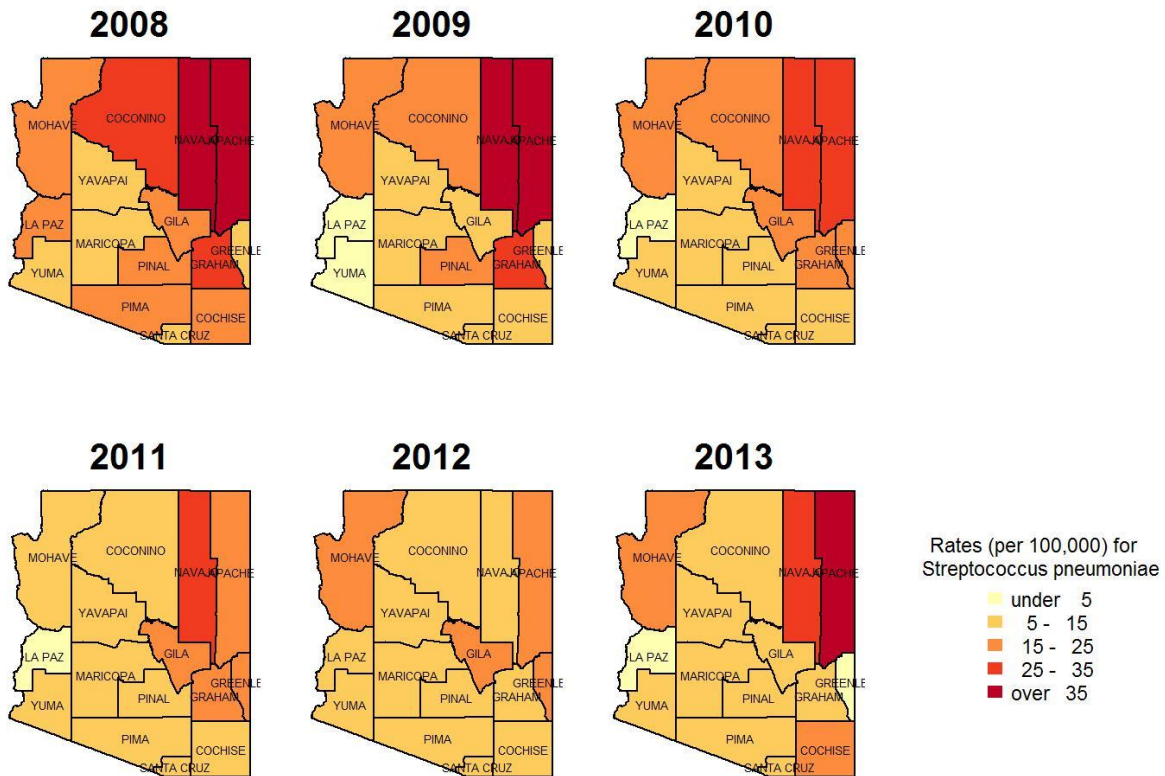 2008
MOHAVE
COCONINO
NAVAJO
APACHE
YAVAPAI
LA PAZ
GILA
MARICOPA
GREENLE
YUMA
PINAL
GRAHAM
PIMA
COCHISE
SANTA CRUZ
2009
MOHAVE
COCONINO
NAVAJO
APACHE
YAVAPAI
LA PAZ
GILA
MARICOPA
GREENLE
YUMA
PINAL
GRAHAM
PIMA
COCHISE
SANTA CRUZ
2010
MOHAVE
COCONINO
NAVAJO
APACHE
YAVAPAI
LA PAZ
GILA
MARICOPA
GREENLE
YUMA
PINAL
GRAHAM
PIMA
COCHISE
SANTA CRUZ
2011
MOHAVE
COCONINO
NAVAJO
APACHE
YAVAPAI
LA PAZ
GILA
MARICOPA
GREENLE
YUMA
PINAL
GRAHAM
PIMA
COCHISE
SANTA CRUZ
2012
MOHAVE
COCONINO
NAVAJO
APACHE
YAVAPAI
LA PAZ
GILA
MARICOPA
GREENLE
YUMA
PINAL
GRAHAM
PIMA
COCHISE
SANTA CRUZ
2013
MOHAVE
COCONINO
NAVAJO
APACHE
YAVAPAI
LA PAZ
GILA
MARICOPA
GREENLE
YUMA
PINAL
GRAHAM
PIMA
COCHISE
SANTA CRUZ
Rates (per 100,000) for
Streptococcus pneumoniae
under 5
5 - 15
15 - 25
25 - 35
over 35